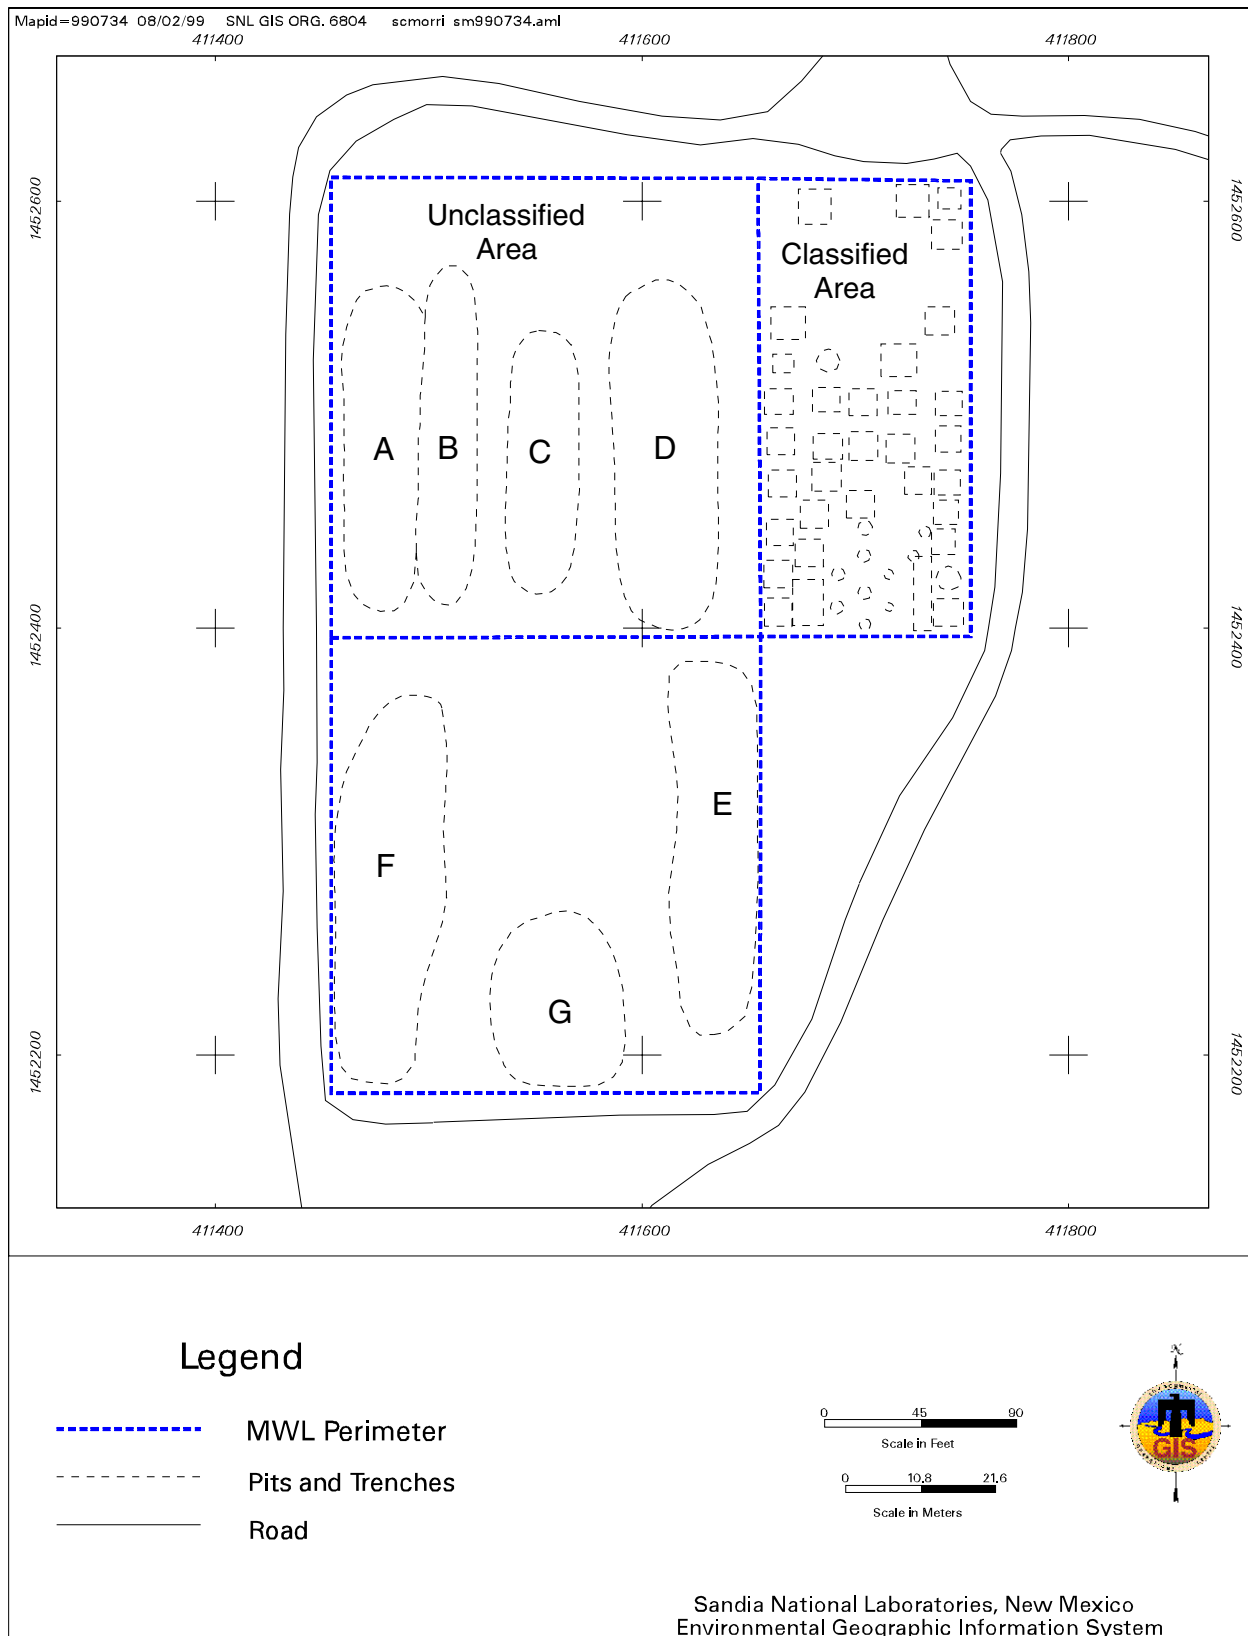 Mapid=990734 08/02/99 SNL GIS ORG. 6804 scmorri sm990734.aml
411400 411600 411800
1452600 1452600
Unclassified
Area
Classified
Area
A B C D
1452400 1452400
E
F
G
1452200 1452200
411400 411600 411800
Legend
MWL Perimeter
Pits and Trenches
Road
0 45 90
Scale in Feet
0 10.8 21.6
Scale in Meters
N
GIS
Sandia National Laboratories, New Mexico
Environmental Geographic Information System